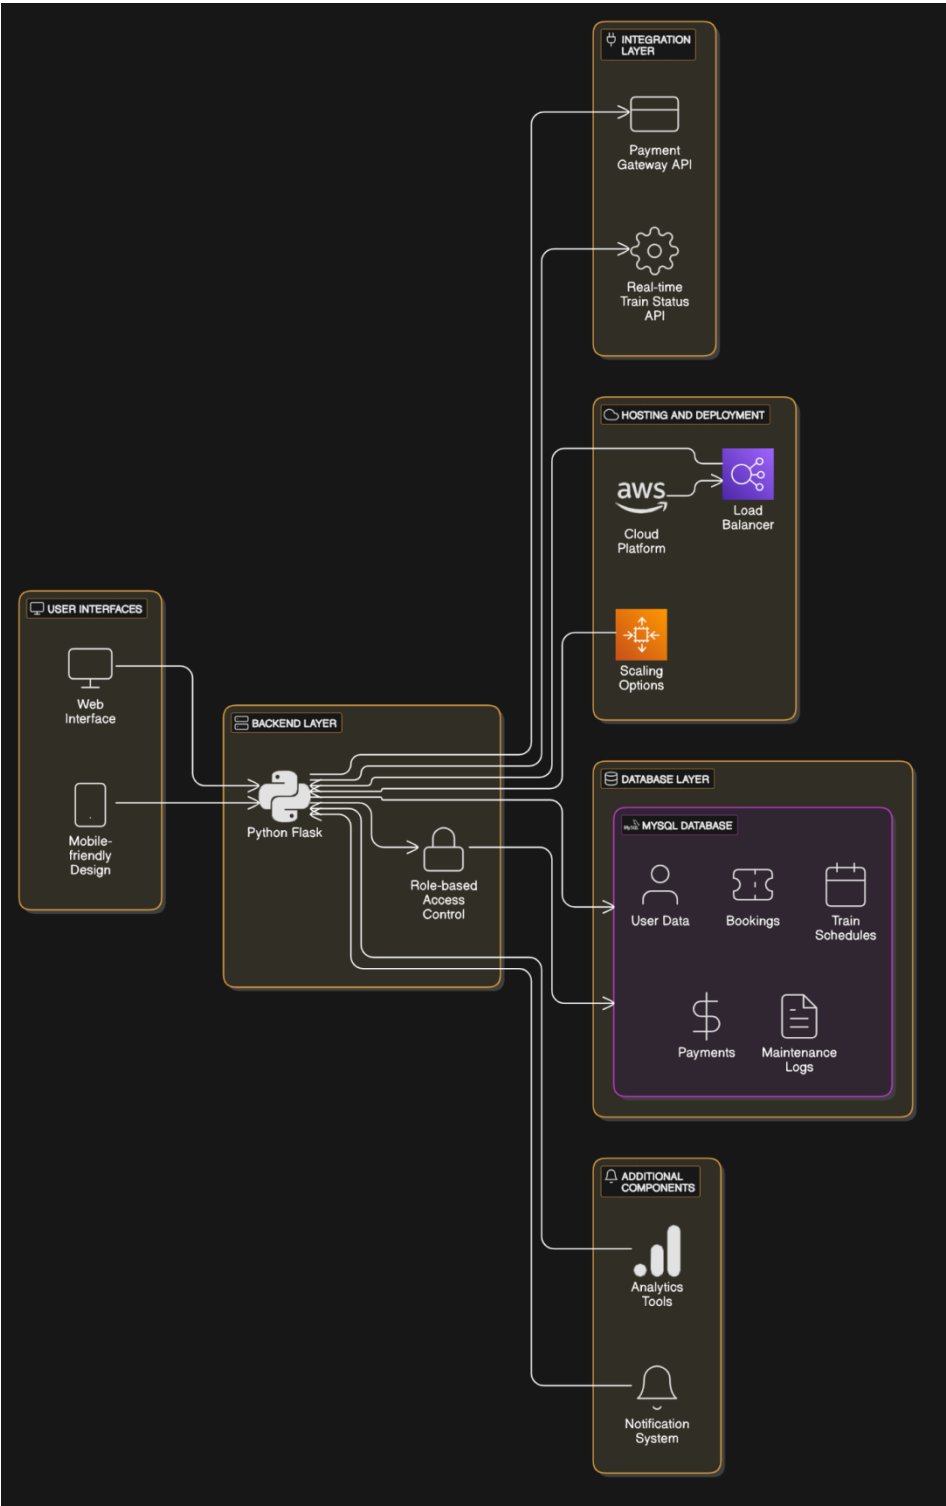 INTEGRATION
LAYER
Payment
Gateway API
Real-time
Train Status
API
HOSTING AND DEPLOYMENT
aws
Cloud
Platform
Load
Balancer
Scaling
Options
USER INTERFACES
Web
Interface
Mobile-
friendly
Design
BACKEND LAYER
Python Flask
Role-based
Access
Control
DATABASE LAYER
MySQL
MYSQL DATABASE
User Data
Bookings
Train
Schedules
Payments
Maintenance
Logs
ADDITIONAL
COMPONENTS
Analytics
Tools
Notification
System